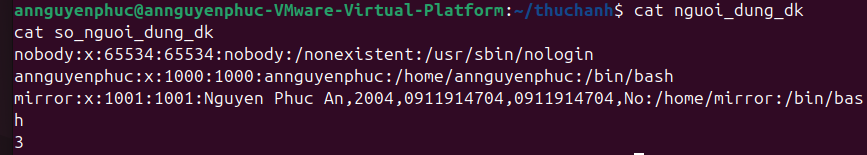 annguyenphuc@annguyenphuc-VMware-Virtual-Platform:~/thuchanh$ cat nguoi_dung_dk
cat so_nguoi_dung_dk
nobody:x:65534:65534:nobody:/nonexistent:/usr/sbin/nologin
annguyenphuc:x:1000:1000:annguyenphuc:/home/annguyenphuc:/bin/bash
mirror:x:1001:1001:Nguyen Phuc An,2004,0911914704,0911914704,No:/home/mirror:/bin/bas
h
3